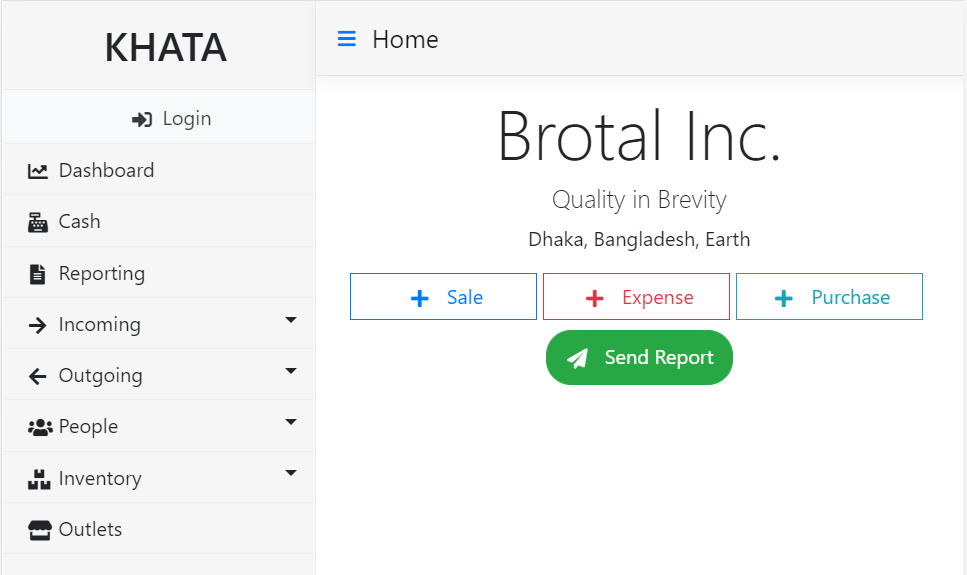 KHATA
Login
Dashboard
Cash
Reporting
Incoming
Outgoing
People
Inventory
Outlets
Home
Brotal Inc.
Quality in Brevity
Dhaka, Bangladesh, Earth
Sale Expense Purchase
Send Report